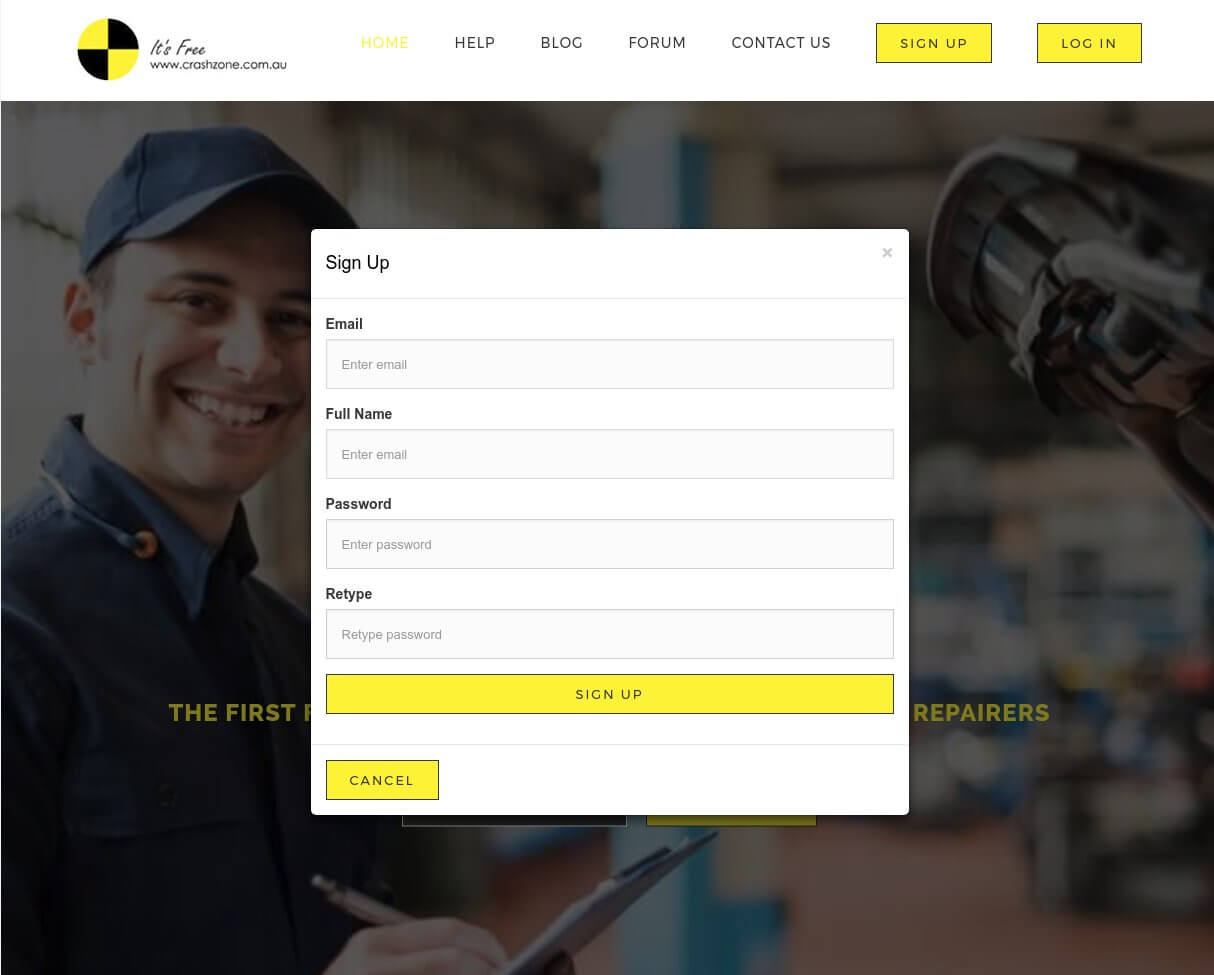 It's Free
www.crashzone.com.au
HOME HELP BLOG FORUM CONTACT US SIGN UP LOG IN
Sign Up ×
Email
Enter email
Full Name
Enter email
Password
Enter password
Retype
Retype password
SIGN UP
THE FIRST REPAIRERS
CANCEL